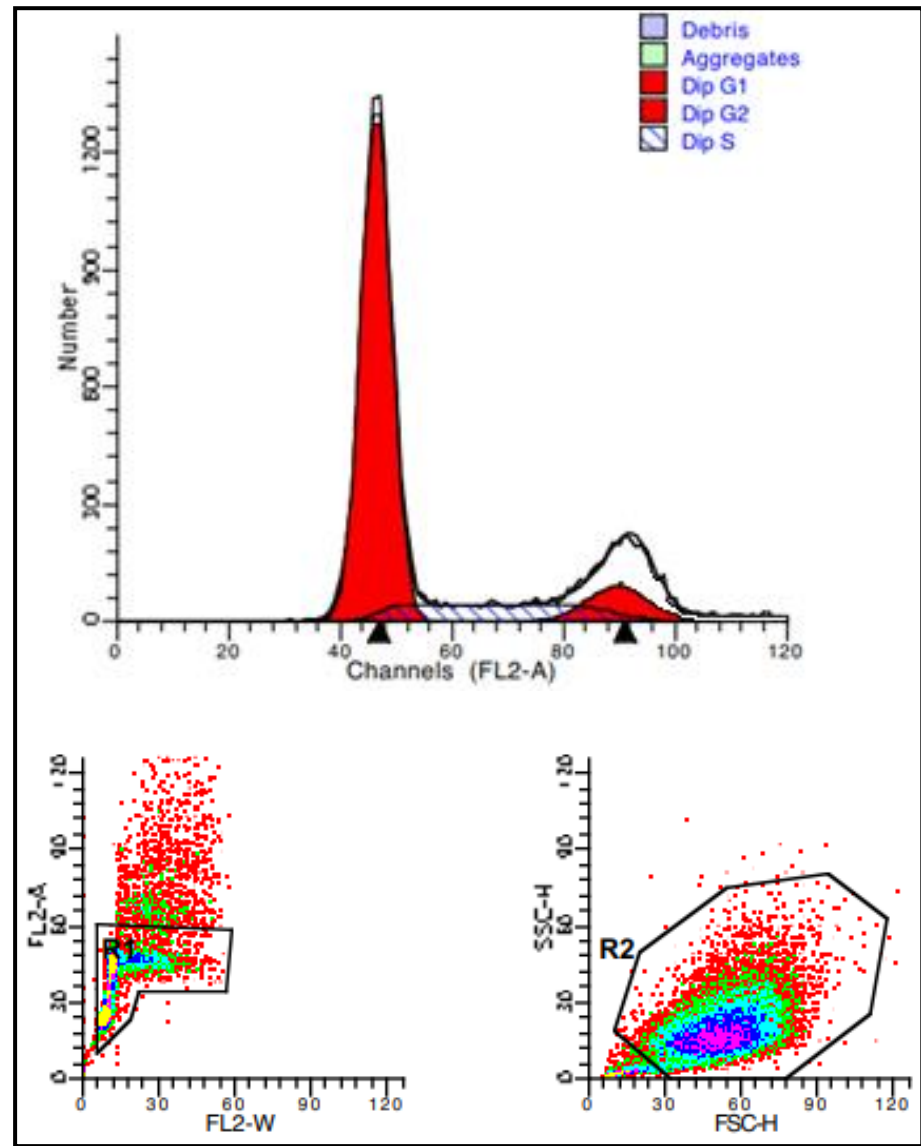 Debris
Aggregates
Dip G1
Dip G2
Dip S
Number
1200
900
600
300
0
0 20 40 60 80 100 120
Channels (FL2-A)
FL2-A
120
90
60
30
0
R1
0 30 60 90 120
FL2-W
SSC-H
120
90
60
30
0
R2
0 30 60 90 120
FSC-H